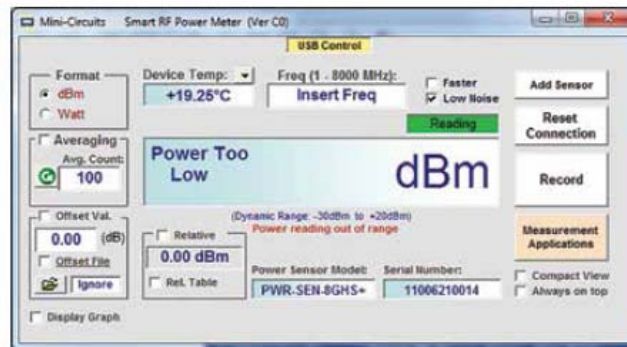 Mini-Circuits Smart RF Power Meter (Ver C0)
USB Control
Format
dBm
Watt
Device Temp:
+19.25°C
Freq (1 - 8000 MHz):
Insert Freq
Faster
Low Noise
Reading
Add Sensor
Reset
Connection
Record
Measurement
Applications
Compact View
Always on top
Averaging
Avg. Count:
100
Power Too
Low
dBm
(Dynamic Range: -30dBm to +20dBm)
Power reading out of range
Offset Val.
0.00 (dB)
Offset File
Ignore
Relative
0.00 dBm
Rel. Table
Power Sensor Model:
PWR-SEN-8GHS+
Serial Number:
11006210014
Display Graph